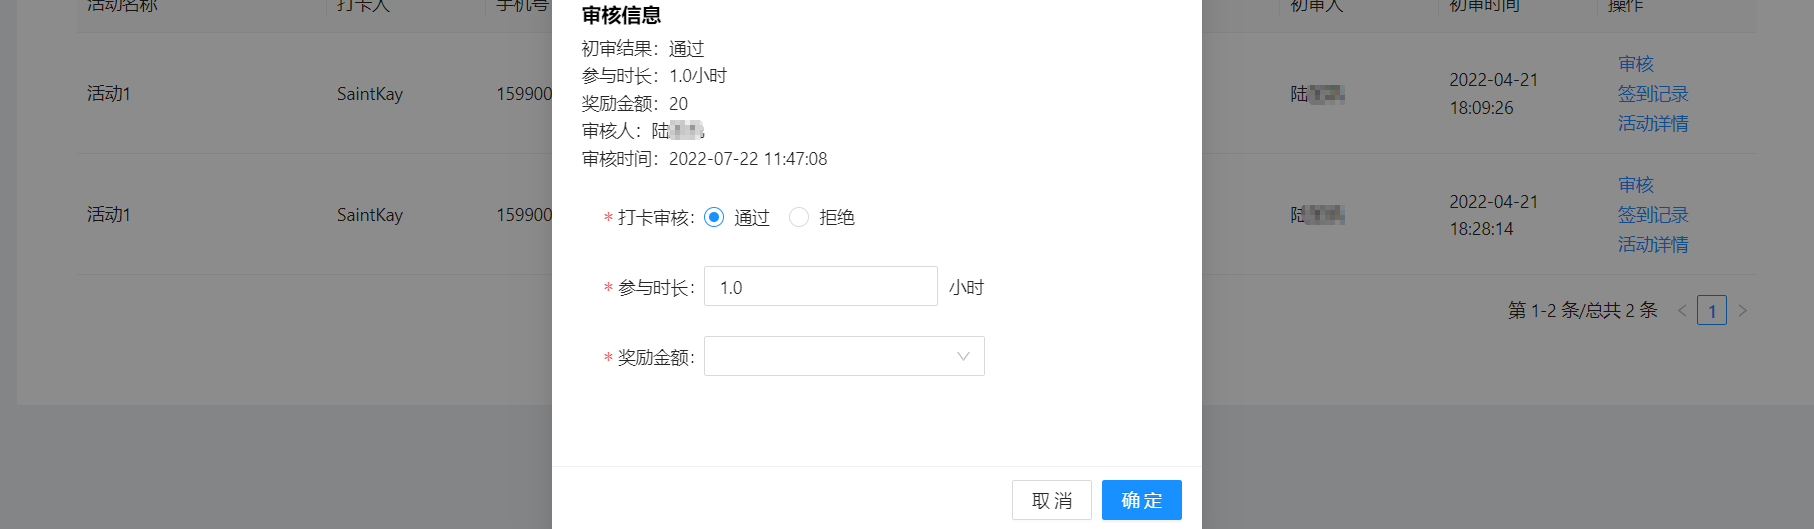 活动名称 打卡人 手机号 初审人 初审时间 操作
审核信息
初审结果：通过
参与时长：1.0小时
奖励金额：20
审核人：陆
审核时间：2022-07-22 11:47:08
*打卡审核： 通过 拒绝
*参与时长： 1.0 小时
*奖励金额：
取 消 确 定
活动1 SaintKay 159900 陆 2022-04-21
18:09:26
审核
签到记录
活动详情
活动1 SaintKay 159900 陆 2022-04-21
18:28:14
审核
签到记录
活动详情
第 1-2 条/总共 2 条 < 1 >